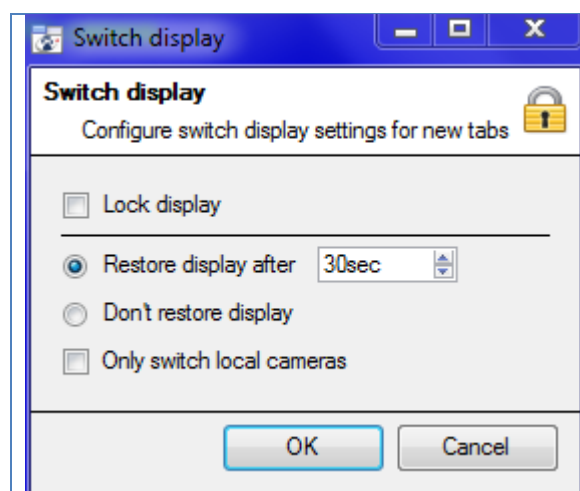 Switch display
Switch display
Configure switch display settings for new tabs
Lock display
Restore display after 30sec
Don't restore display
Only switch local cameras
OK Cancel